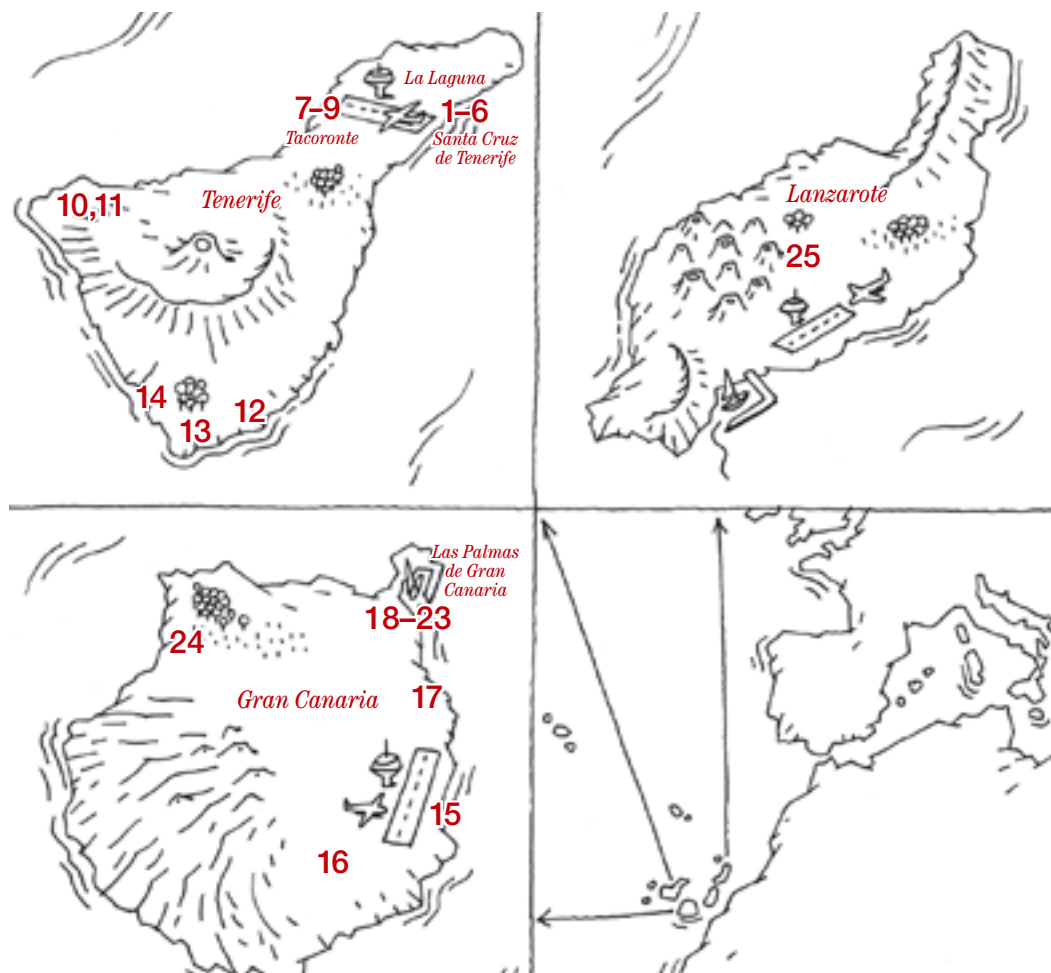 La Laguna
7–9
1–6
Tacoronte
Santa Cruz
de Tenerife
10,11
Tenerife
14
12
13
Lanzarote
25
Las Palmas
de Gran
Canaria
18–23
24
Gran Canaria
17
15
16